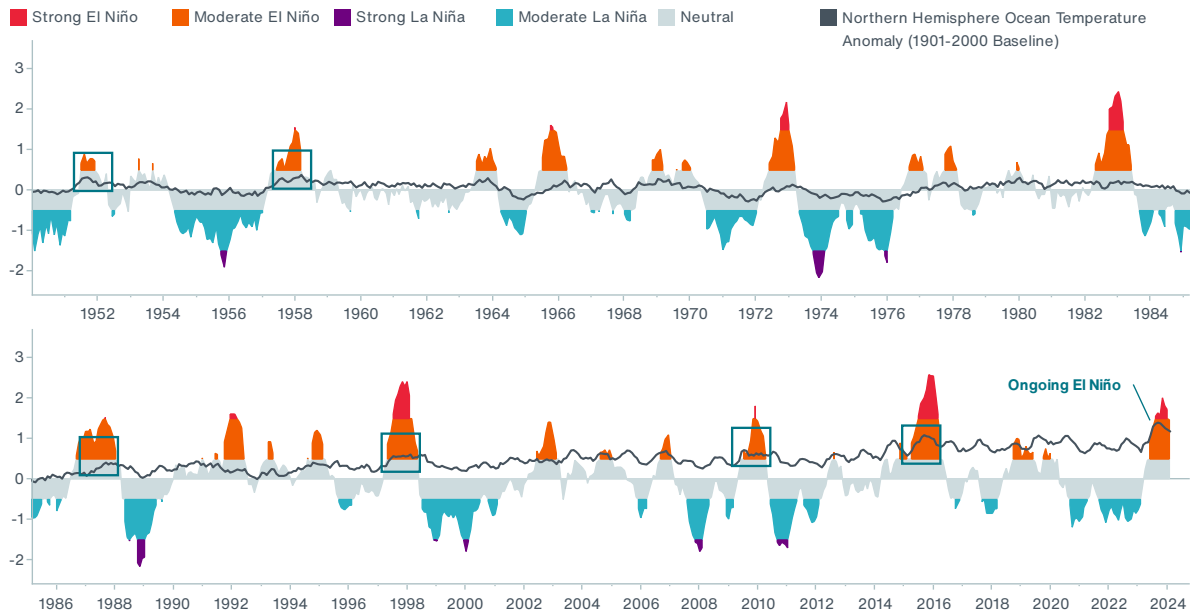 Strong El Niño Moderate El Niño Strong La Niña Moderate La Niña Neutral Northern Hemisphere Ocean Temperature
Anomaly (1901-2000 Baseline)
3
2
1
0
-1
-2
1952 1954 1956 1958 1960 1962 1964 1966 1968 1970 1972 1974 1976 1978 1980 1982 1984
3
Ongoing El Niño
2
1
0
-1
-2
1986 1988 1990 1992 1994 1996 1998 2000 2002 2004 2006 2008 2010 2012 2014 2016 2018 2020 2022 2024